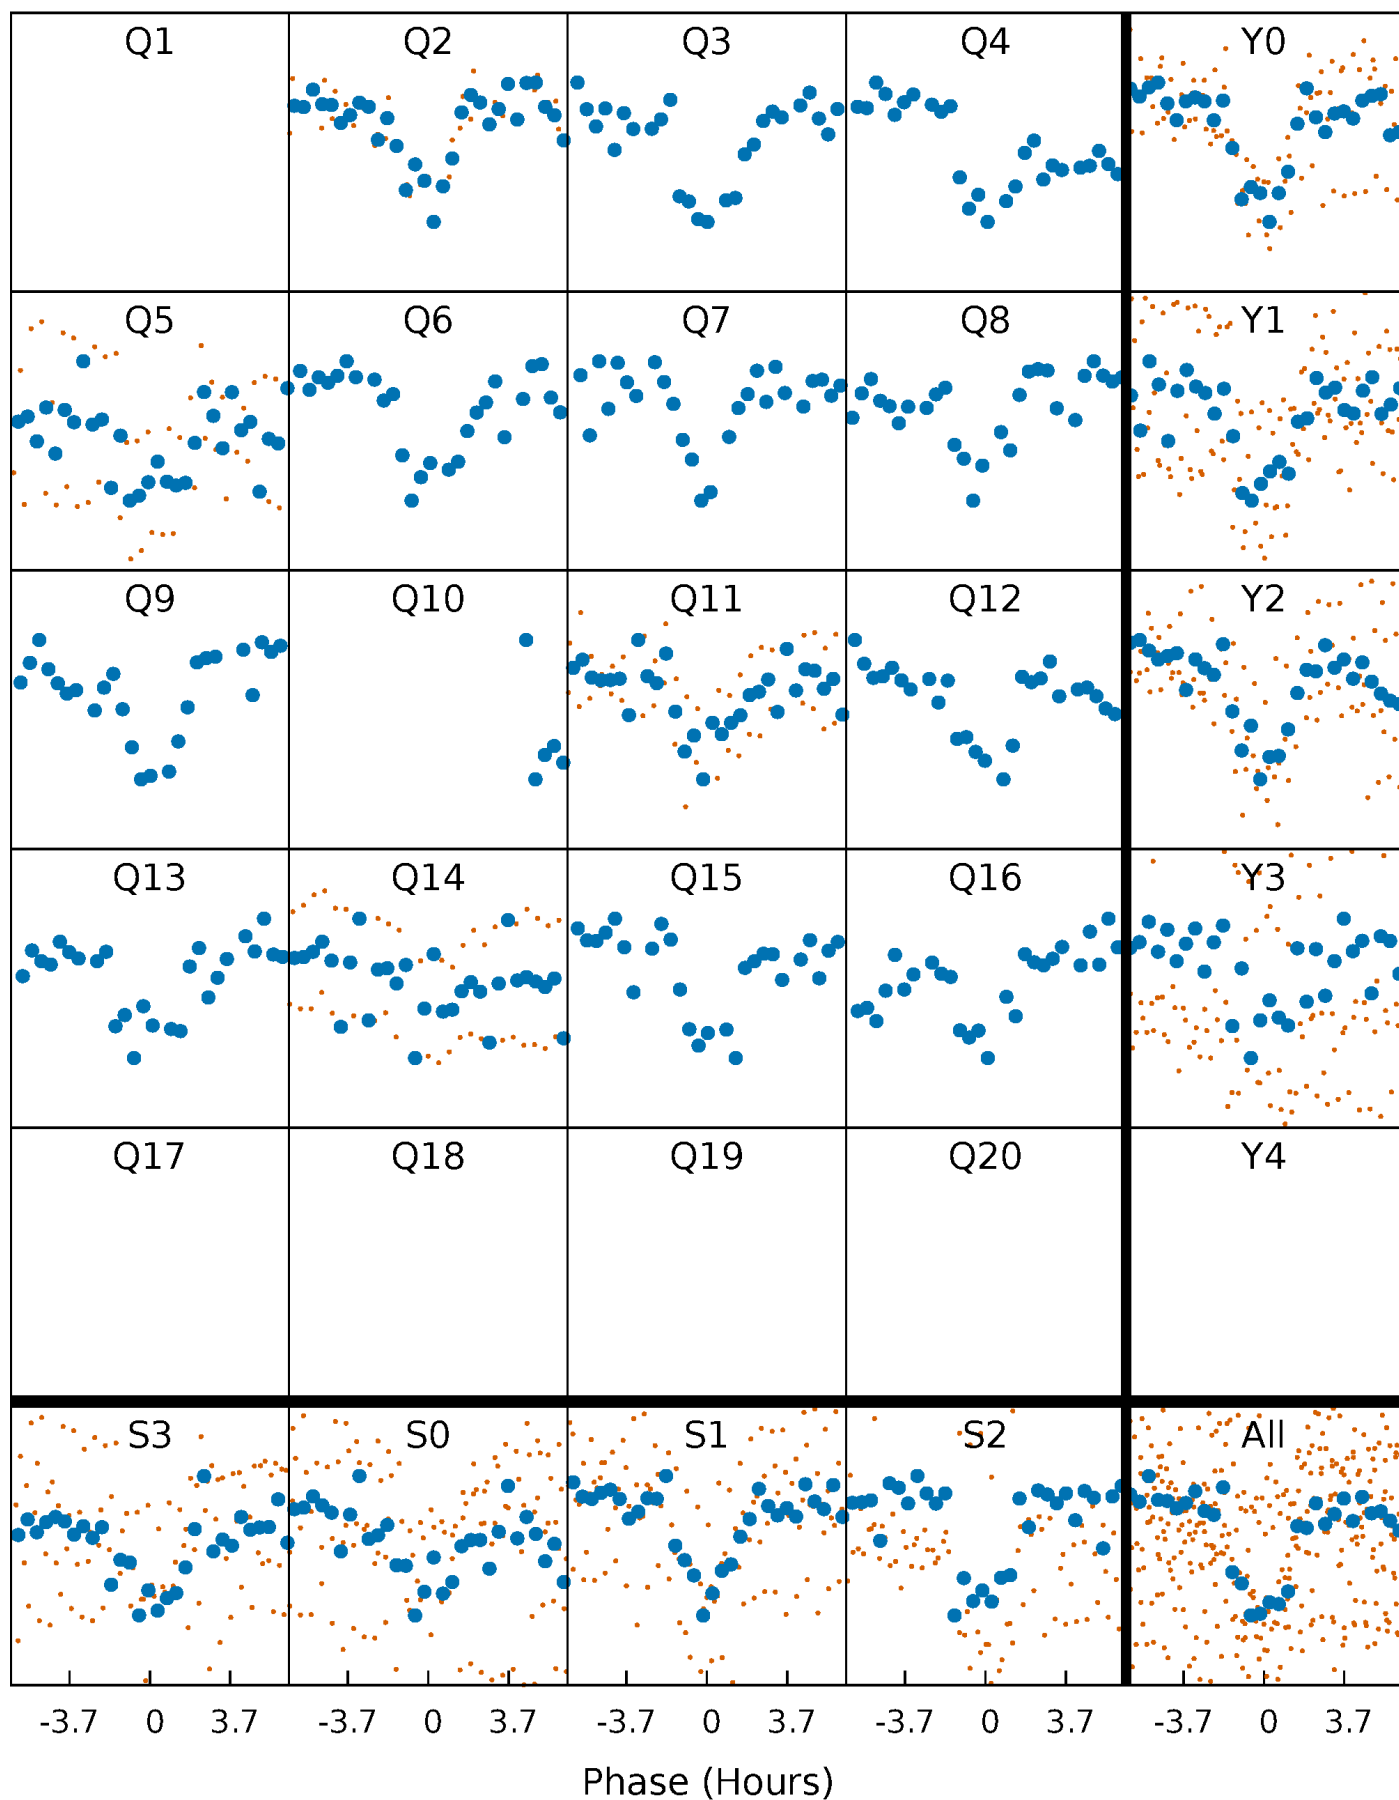 Q1 Q2 Q3 Q4 Y0
Q5 Q6 Q7 Q8 Y1
Q9 Q10 Q11 Q12 Y2
Q13 Q14 Q15 Q16 Y3
Q17 Q18 Q19 Q20 Y4
S3 S0 S1 S2 All
-3.7 0 3.7 -3.7 0 3.7 -3.7 0 3.7 -3.7 0 3.7 -3.7 0 3.7
Phase (Hours)